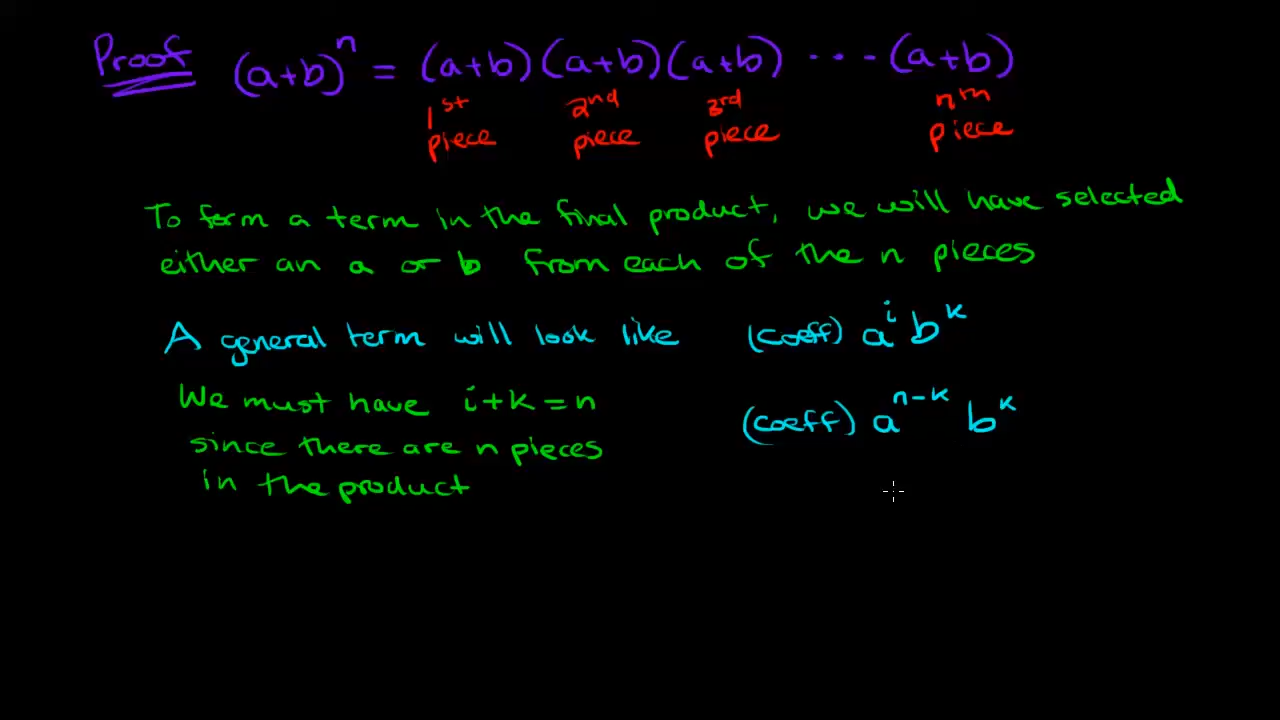 Proof (a+b)^n = (a+b)(a+b)(a+b) ··· (a+b)
1st piece 2nd piece 3rd piece nth piece
To form a term in the final product, we will have selected
either an a or b from each of the n pieces
A general term will look like (coeff) a^i b^k
We must have i+k=n
since there are n pieces
in the product
(coeff) a^{n-k} b^k